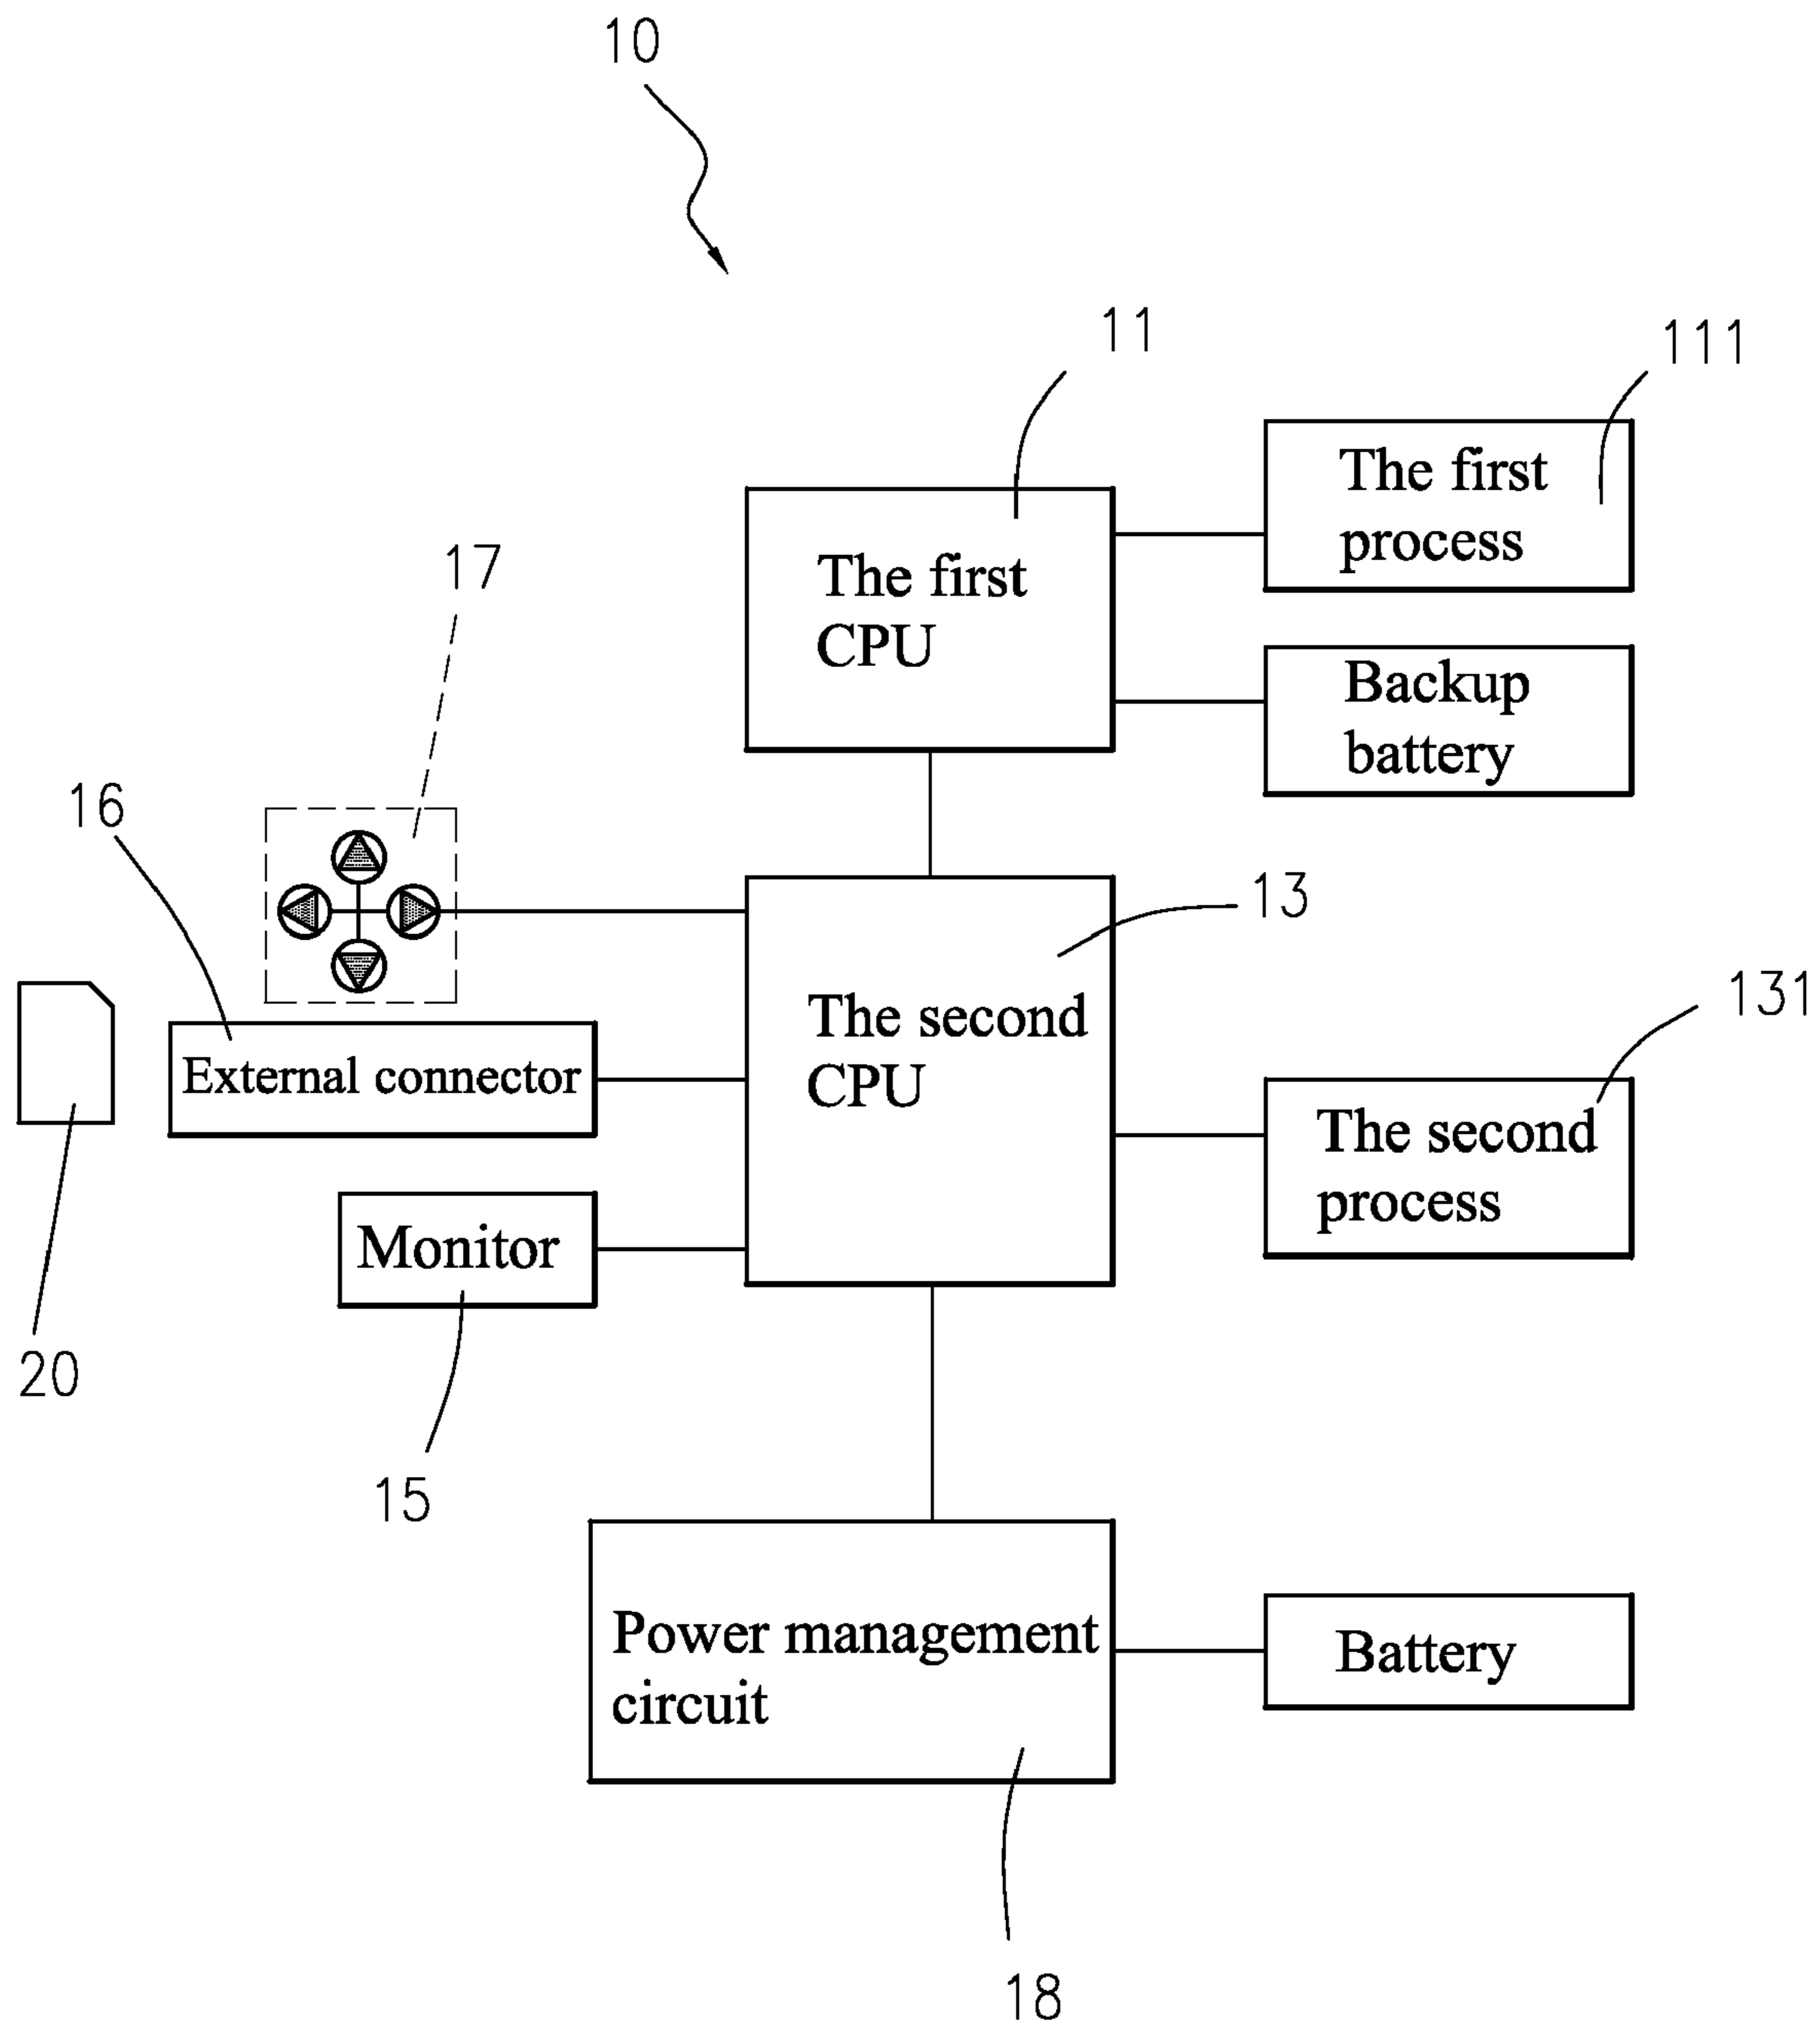 10
11
111
The first
process
17
The first
CPU
Backup
battery
16
13
The second
CPU
131
External connector
The second
process
Monitor
20
15
Power management
circuit
Battery
18